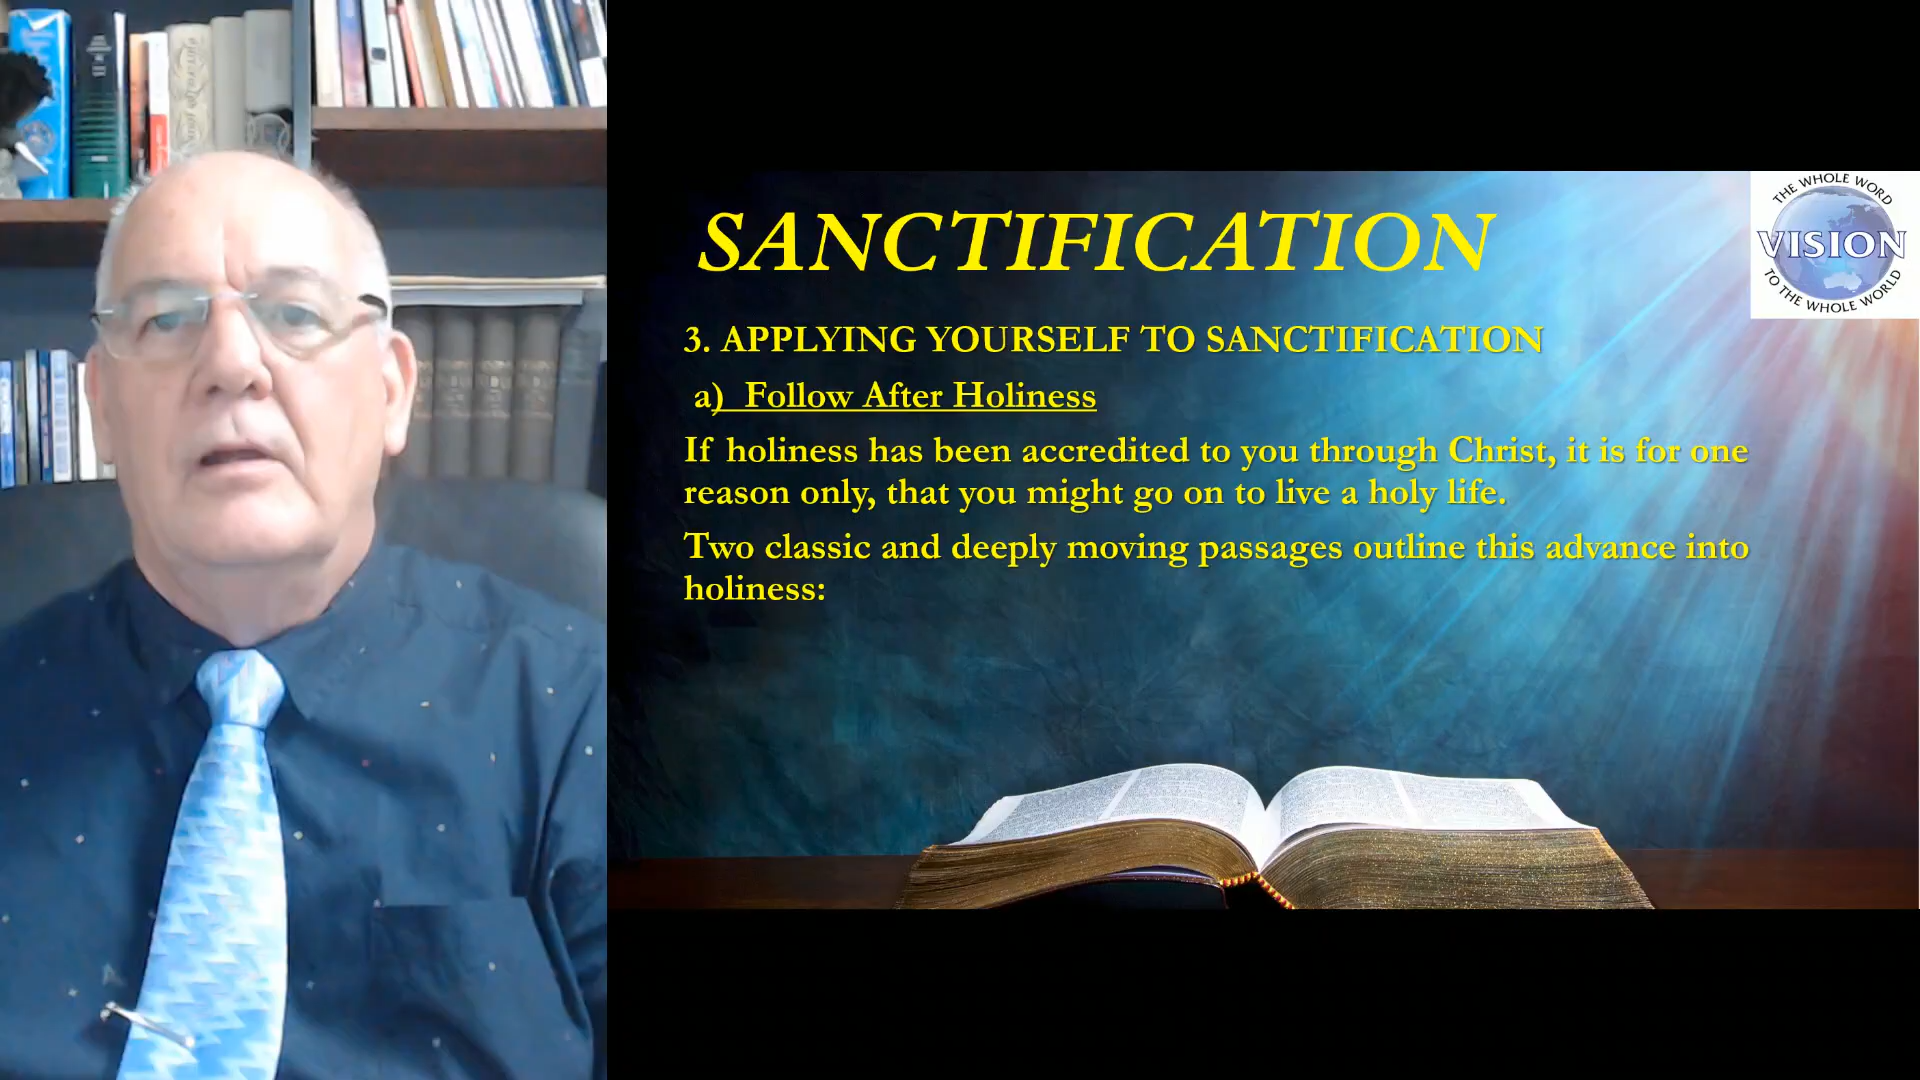 SANCTIFICATION
THE WHOLE WORD
VISION
TO THE WHOLE WORLD
3. APPLYING YOURSELF TO SANCTIFICATION
a) Follow After Holiness
If holiness has been accredited to you through Christ, it is for one
reason only, that you might go on to live a holy life.
Two classic and deeply moving passages outline this advance into
holiness: